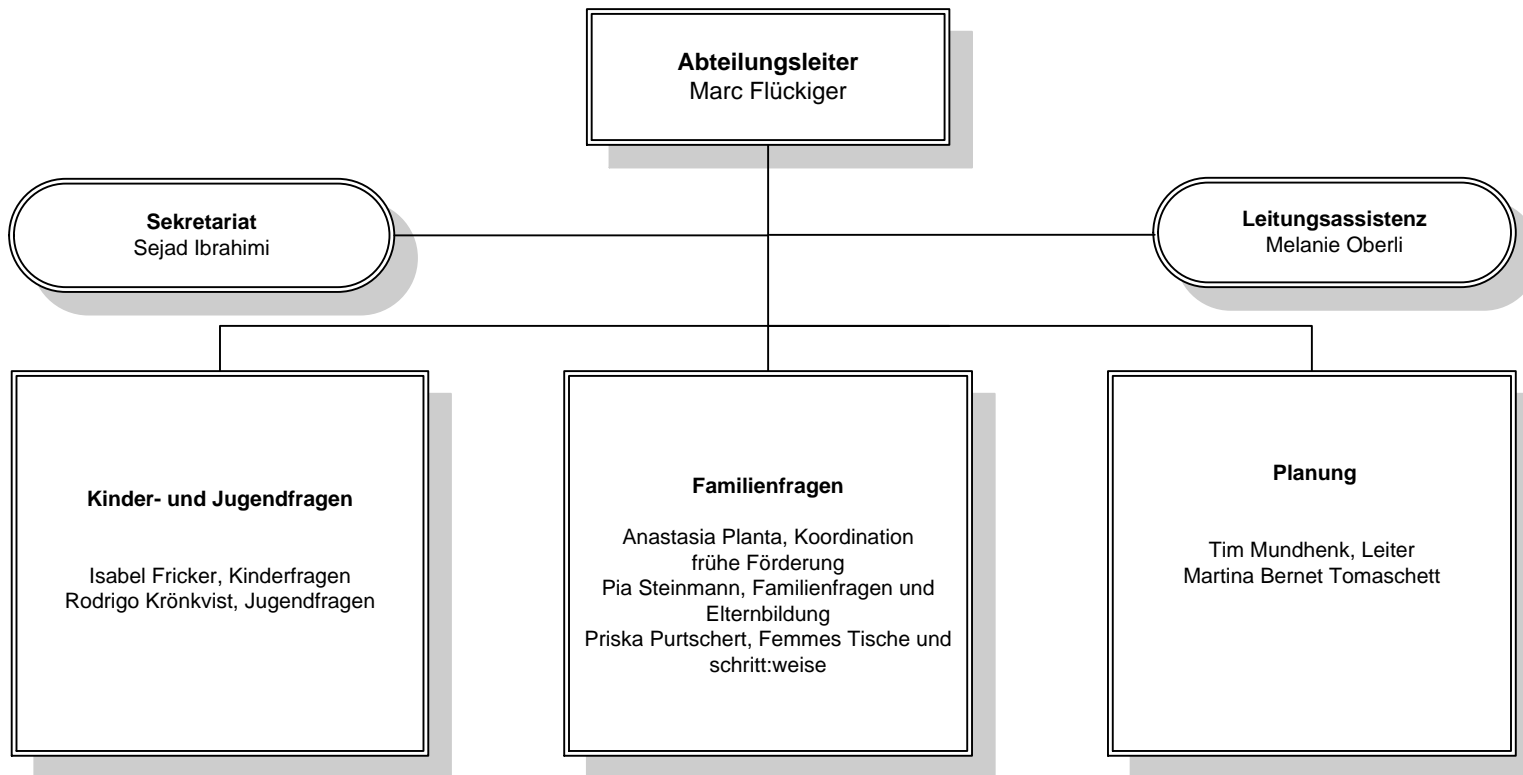 Abteilungsleiter
Marc Flückiger
Sekretariat
Sejad Ibrahimi
Leitungsassistenz
Melanie Oberli
Kinder- und Jugendfragen
Isabel Fricker, Kinderfragen
Rodrigo Krönkvist, Jugendfragen
Familienfragen
Anastasia Planta, Koordination
frühe Förderung
Pia Steinmann, Familienfragen und
Elternbildung
Priska Purtschert, Femmes Tische und
schritt:weise
Planung
Tim Mundhenk, Leiter
Martina Bernet Tomaschett